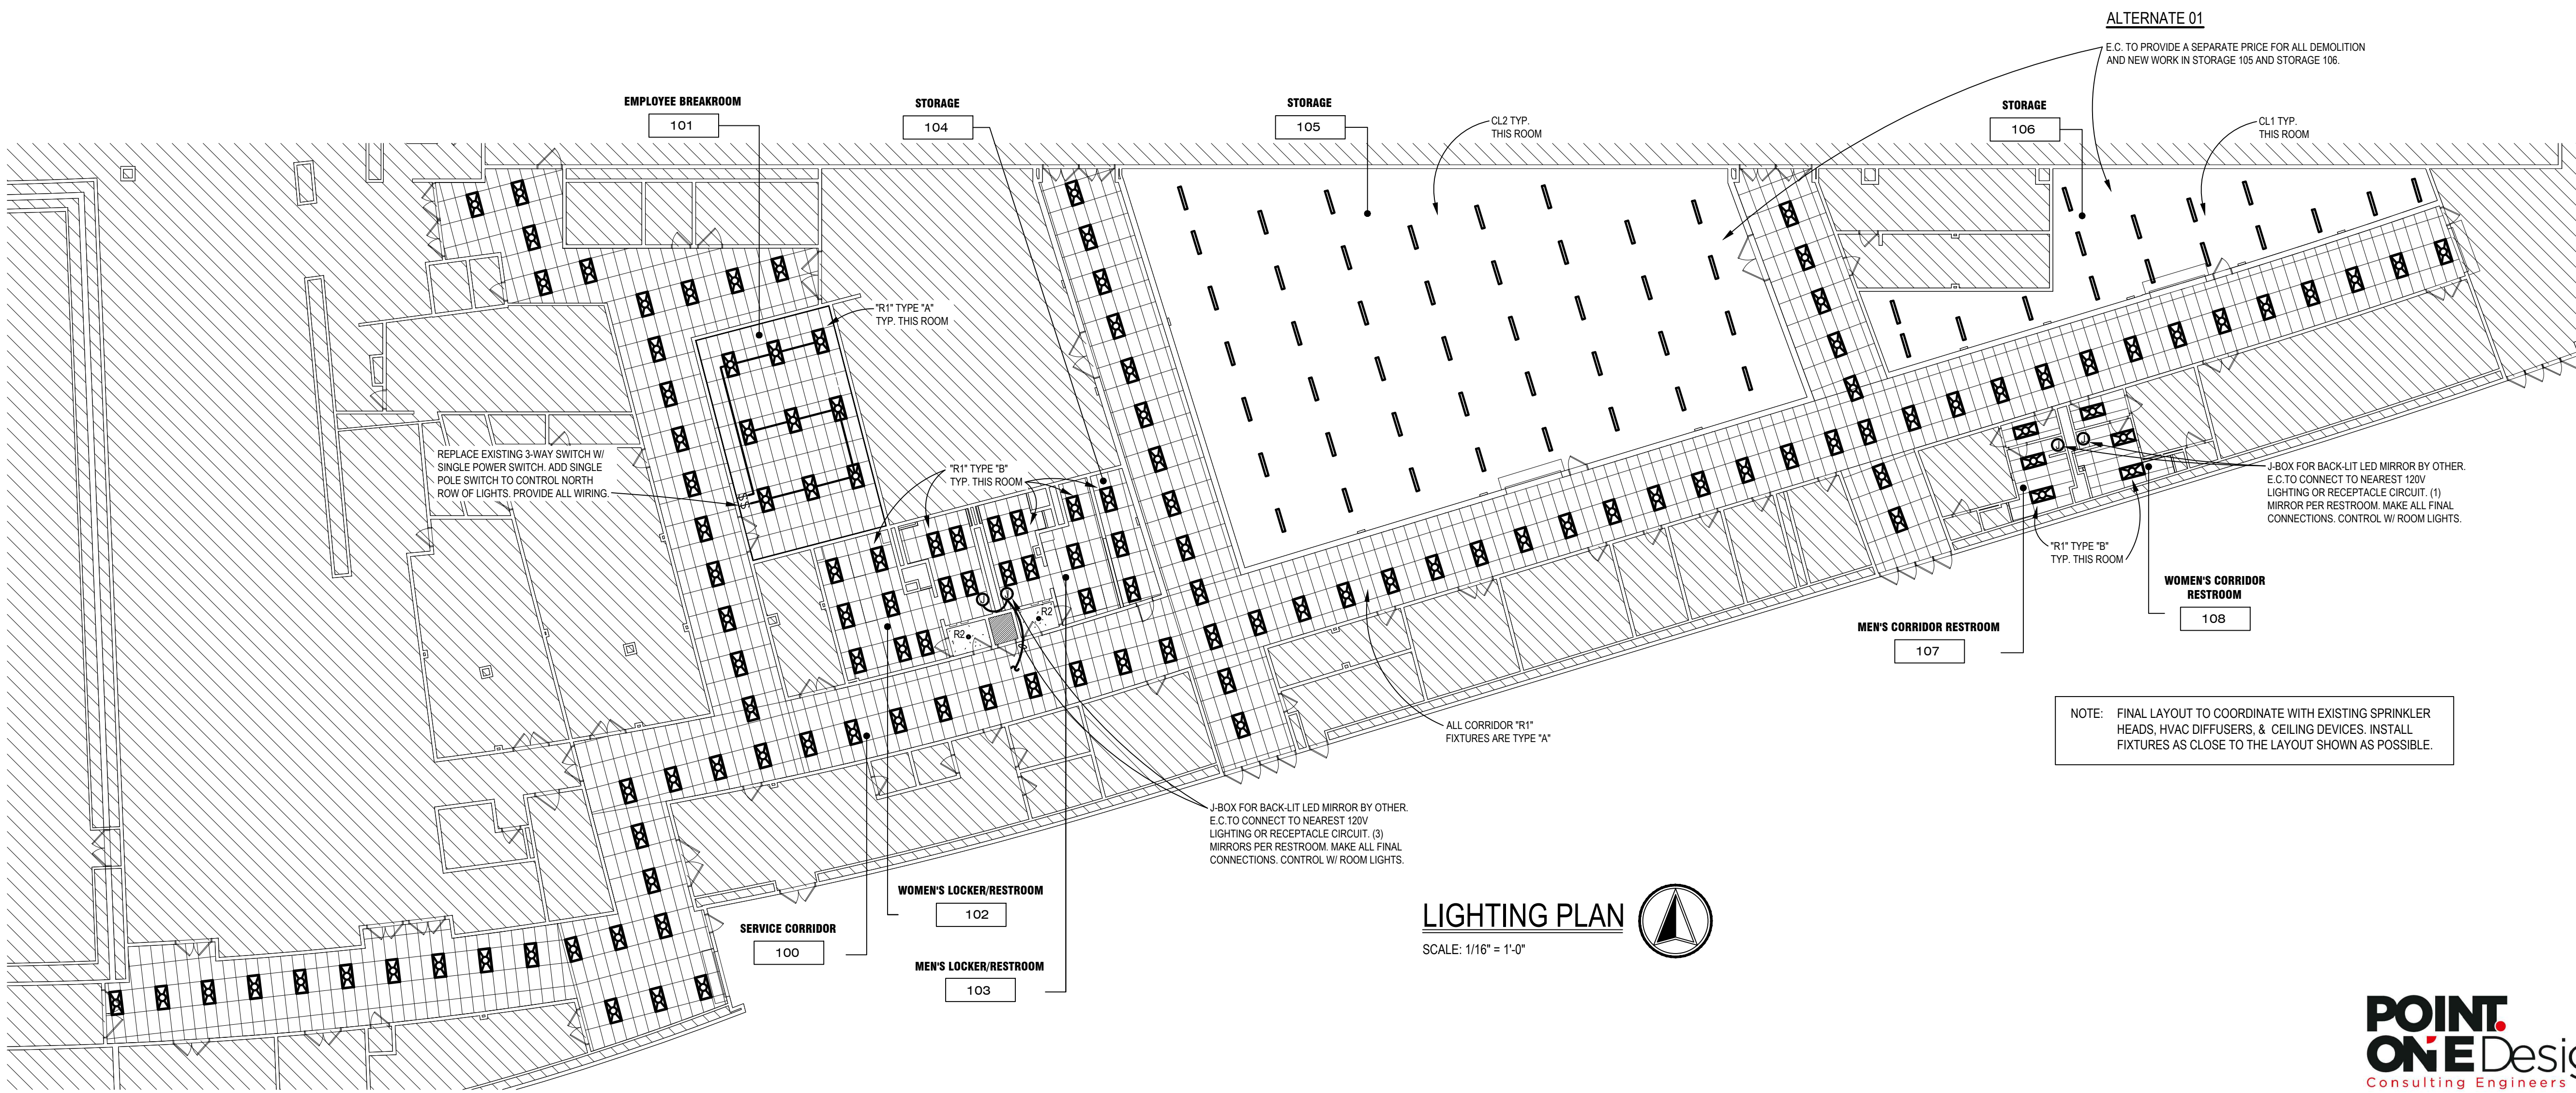 ALTERNATE 01
E.C. TO PROVIDE A SEPARATE PRICE FOR ALL DEMOLITION
AND NEW WORK IN STORAGE 105 AND STORAGE 106.
EMPLOYEE BREAKROOM
101
STORAGE
104
STORAGE
105
CL2 TYP.
THIS ROOM
STORAGE
106
CL1 TYP.
THIS ROOM
"R1" TYPE "A"
TYP. THIS ROOM
REPLACE EXISTING 3-WAY SWITCH W/
SINGLE POWER SWITCH. ADD SINGLE
POLE SWITCH TO CONTROL NORTH
ROW OF LIGHTS. PROVIDE ALL WIRING.
S
S
"R1" TYPE "B"
TYP. THIS ROOM
J
J
R2
R2
J
J
J-BOX FOR BACK-LIT LED MIRROR BY OTHER.
E.C.TO CONNECT TO NEAREST 120V
LIGHTING OR RECEPTACLE CIRCUIT. (1)
MIRROR PER RESTROOM. MAKE ALL FINAL
CONNECTIONS. CONTROL W/ ROOM LIGHTS.
"R1" TYPE "B"
TYP. THIS ROOM
WOMEN'S CORRIDOR
RESTROOM
108
MEN'S CORRIDOR RESTROOM
107
NOTE: FINAL LAYOUT TO COORDINATE WITH EXISTING SPRINKLER
HEADS, HVAC DIFFUSERS, & CEILING DEVICES. INSTALL
FIXTURES AS CLOSE TO THE LAYOUT SHOWN AS POSSIBLE.
ALL CORRIDOR "R1"
FIXTURES ARE TYPE "A"
J-BOX FOR BACK-LIT LED MIRROR BY OTHER.
E.C.TO CONNECT TO NEAREST 120V
LIGHTING OR RECEPTACLE CIRCUIT. (3)
MIRRORS PER RESTROOM. MAKE ALL FINAL
CONNECTIONS. CONTROL W/ ROOM LIGHTS.
WOMEN'S LOCKER/RESTROOM
102
SERVICE CORRIDOR
100
MEN'S LOCKER/RESTROOM
103
LIGHTING PLAN
SCALE: 1/16" = 1'-0"
POINT.
ONE Desig
Consulting Engineers